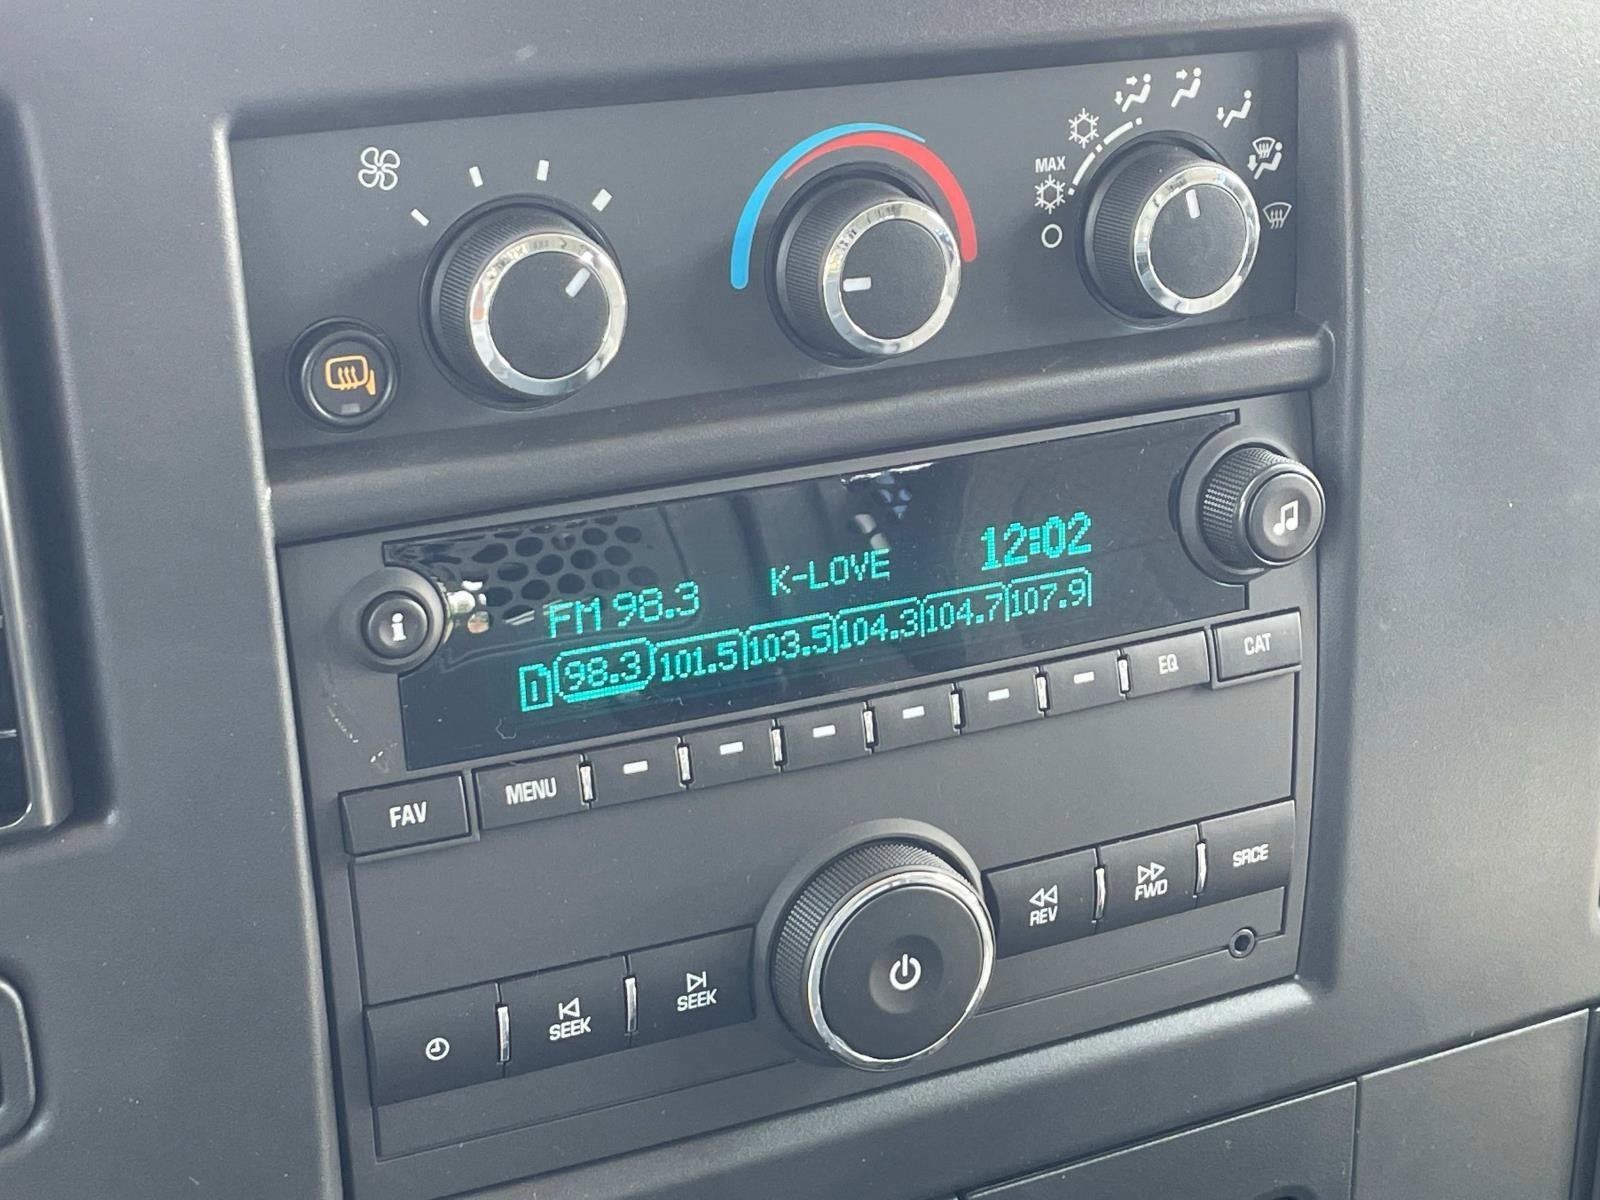 MAX
FM 98.3 K-LOVE 12:02
1 98.3 101.5 103.5 104.3 104.7 107.9
FAV MENU EQ CAT
SEEK SEEK REV FWD SRCE